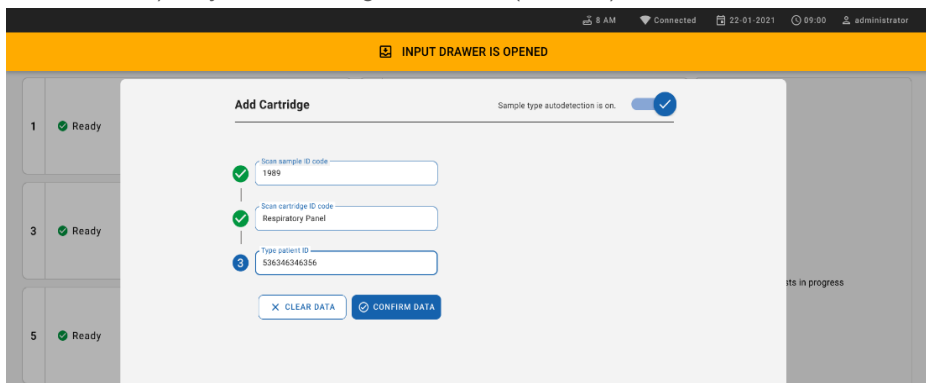 8 AM Connected 22-01-2021 09:00 administrator
INPUT DRAWER IS OPENED
Add Cartridge Sample type autodetection is on.
1 Ready
Scan sample ID code
1989
Scan cartridge ID code
Respiratory Panel
3 Ready
Type patient ID
3 536346346356
sts in progress
CLEAR DATA CONFIRM DATA
5 Ready